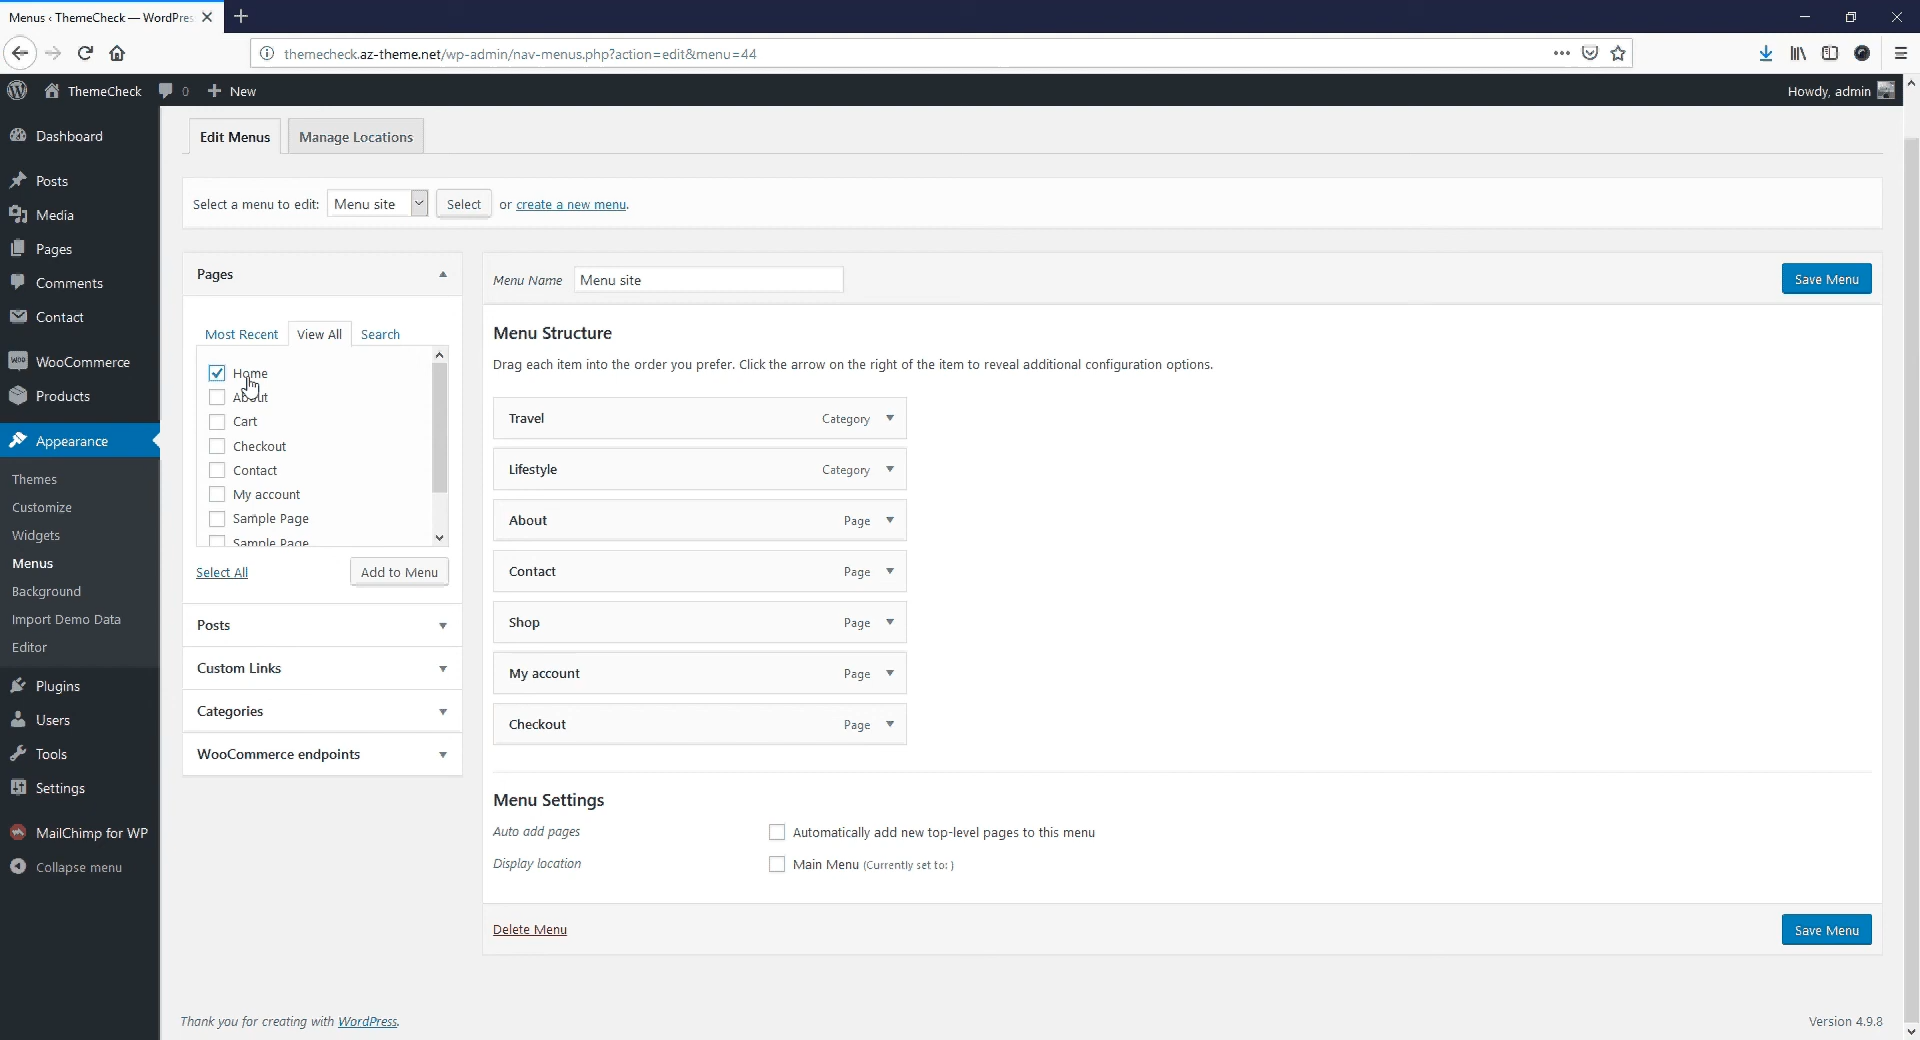 Menus ‹ ThemeCheck — WordPres
themecheck.az-theme.net/wp-admin/nav-menus.php?action=edit&menu=44
ThemeCheck 0 New Howdy, admin
Dashboard
Posts
Media
Pages
Comments
Contact
WooCommerce
Products
Appearance
Themes
Customize
Widgets
Menus
Background
Import Demo Data
Editor
Plugins
Users
Tools
Settings
MailChimp for WP
Collapse menu
Edit Menus Manage Locations
Select a menu to edit: Menu site Select or create a new menu.
Pages
Most Recent View All Search
Home
About
Cart
Checkout
Contact
My account
Sample Page
Sample Page
Select All Add to Menu
Posts
Custom Links
Categories
WooCommerce endpoints
Menu Name Menu site Save Menu
Menu Structure
Drag each item into the order you prefer. Click the arrow on the right of the item to reveal additional configuration options.
Travel Category
Lifestyle Category
About Page
Contact Page
Shop Page
My account Page
Checkout Page
Menu Settings
Auto add pages Automatically add new top-level pages to this menu
Display location Main Menu (Currently set to: )
Delete Menu Save Menu
Thank you for creating with WordPress. Version 4.9.8